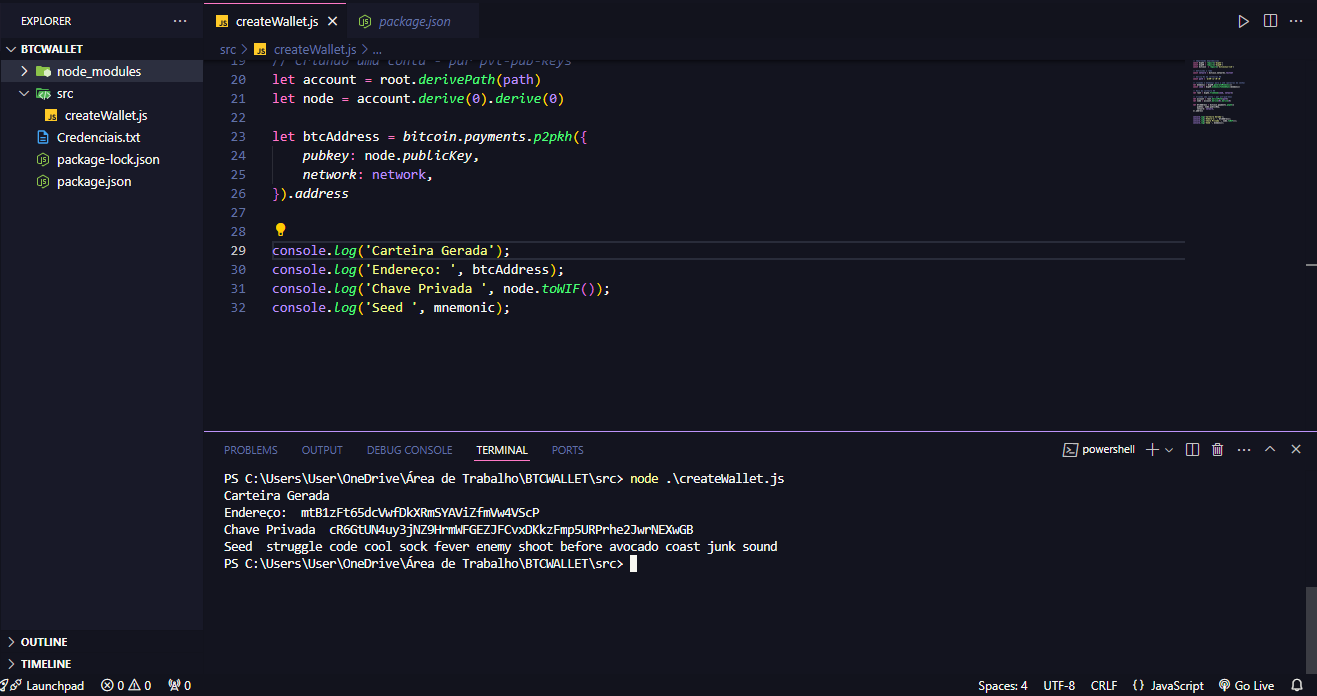 EXPLORER
BTCWALLET
node_modules
src
createWallet.js
Credenciais.txt
package-lock.json
package.json
OUTLINE
TIMELINE
createWallet.js
package.json
src > createWallet.js > ...
19 // Criando uma conta - par pvt-pub-keys
20 let account = root.derivePath(path)
21 let node = account.derive(0).derive(0)
22
23 let btcAddress = bitcoin.payments.p2pkh({
24 pubkey: node.publicKey,
25 network: network,
26 }).address
27
28
29 console.log('Carteira Gerada');
30 console.log('Endereço: ', btcAddress);
31 console.log('Chave Privada ', node.toWIF());
32 console.log('Seed ', mnemonic);
PROBLEMS OUTPUT DEBUG CONSOLE TERMINAL PORTS
powershell
PS C:\Users\User\OneDrive\Área de Trabalho\BTCWALLET\src> node .\createWallet.js
Carteira Gerada
Endereço:  mtB1zFt65dcVwfDkXRmSYAViZfmVw4VScP
Chave Privada  cR6GtUN4uy3jNZ9HrmWFGEZJFCvxDKkzFmp5URPrhe2JwrNEXwGB
Seed  struggle code cool sock fever enemy shoot before avocado coast junk sound
PS C:\Users\User\OneDrive\Área de Trabalho\BTCWALLET\src>
Launchpad 0 0 0 Spaces: 4 UTF-8 CRLF {} JavaScript Go Live